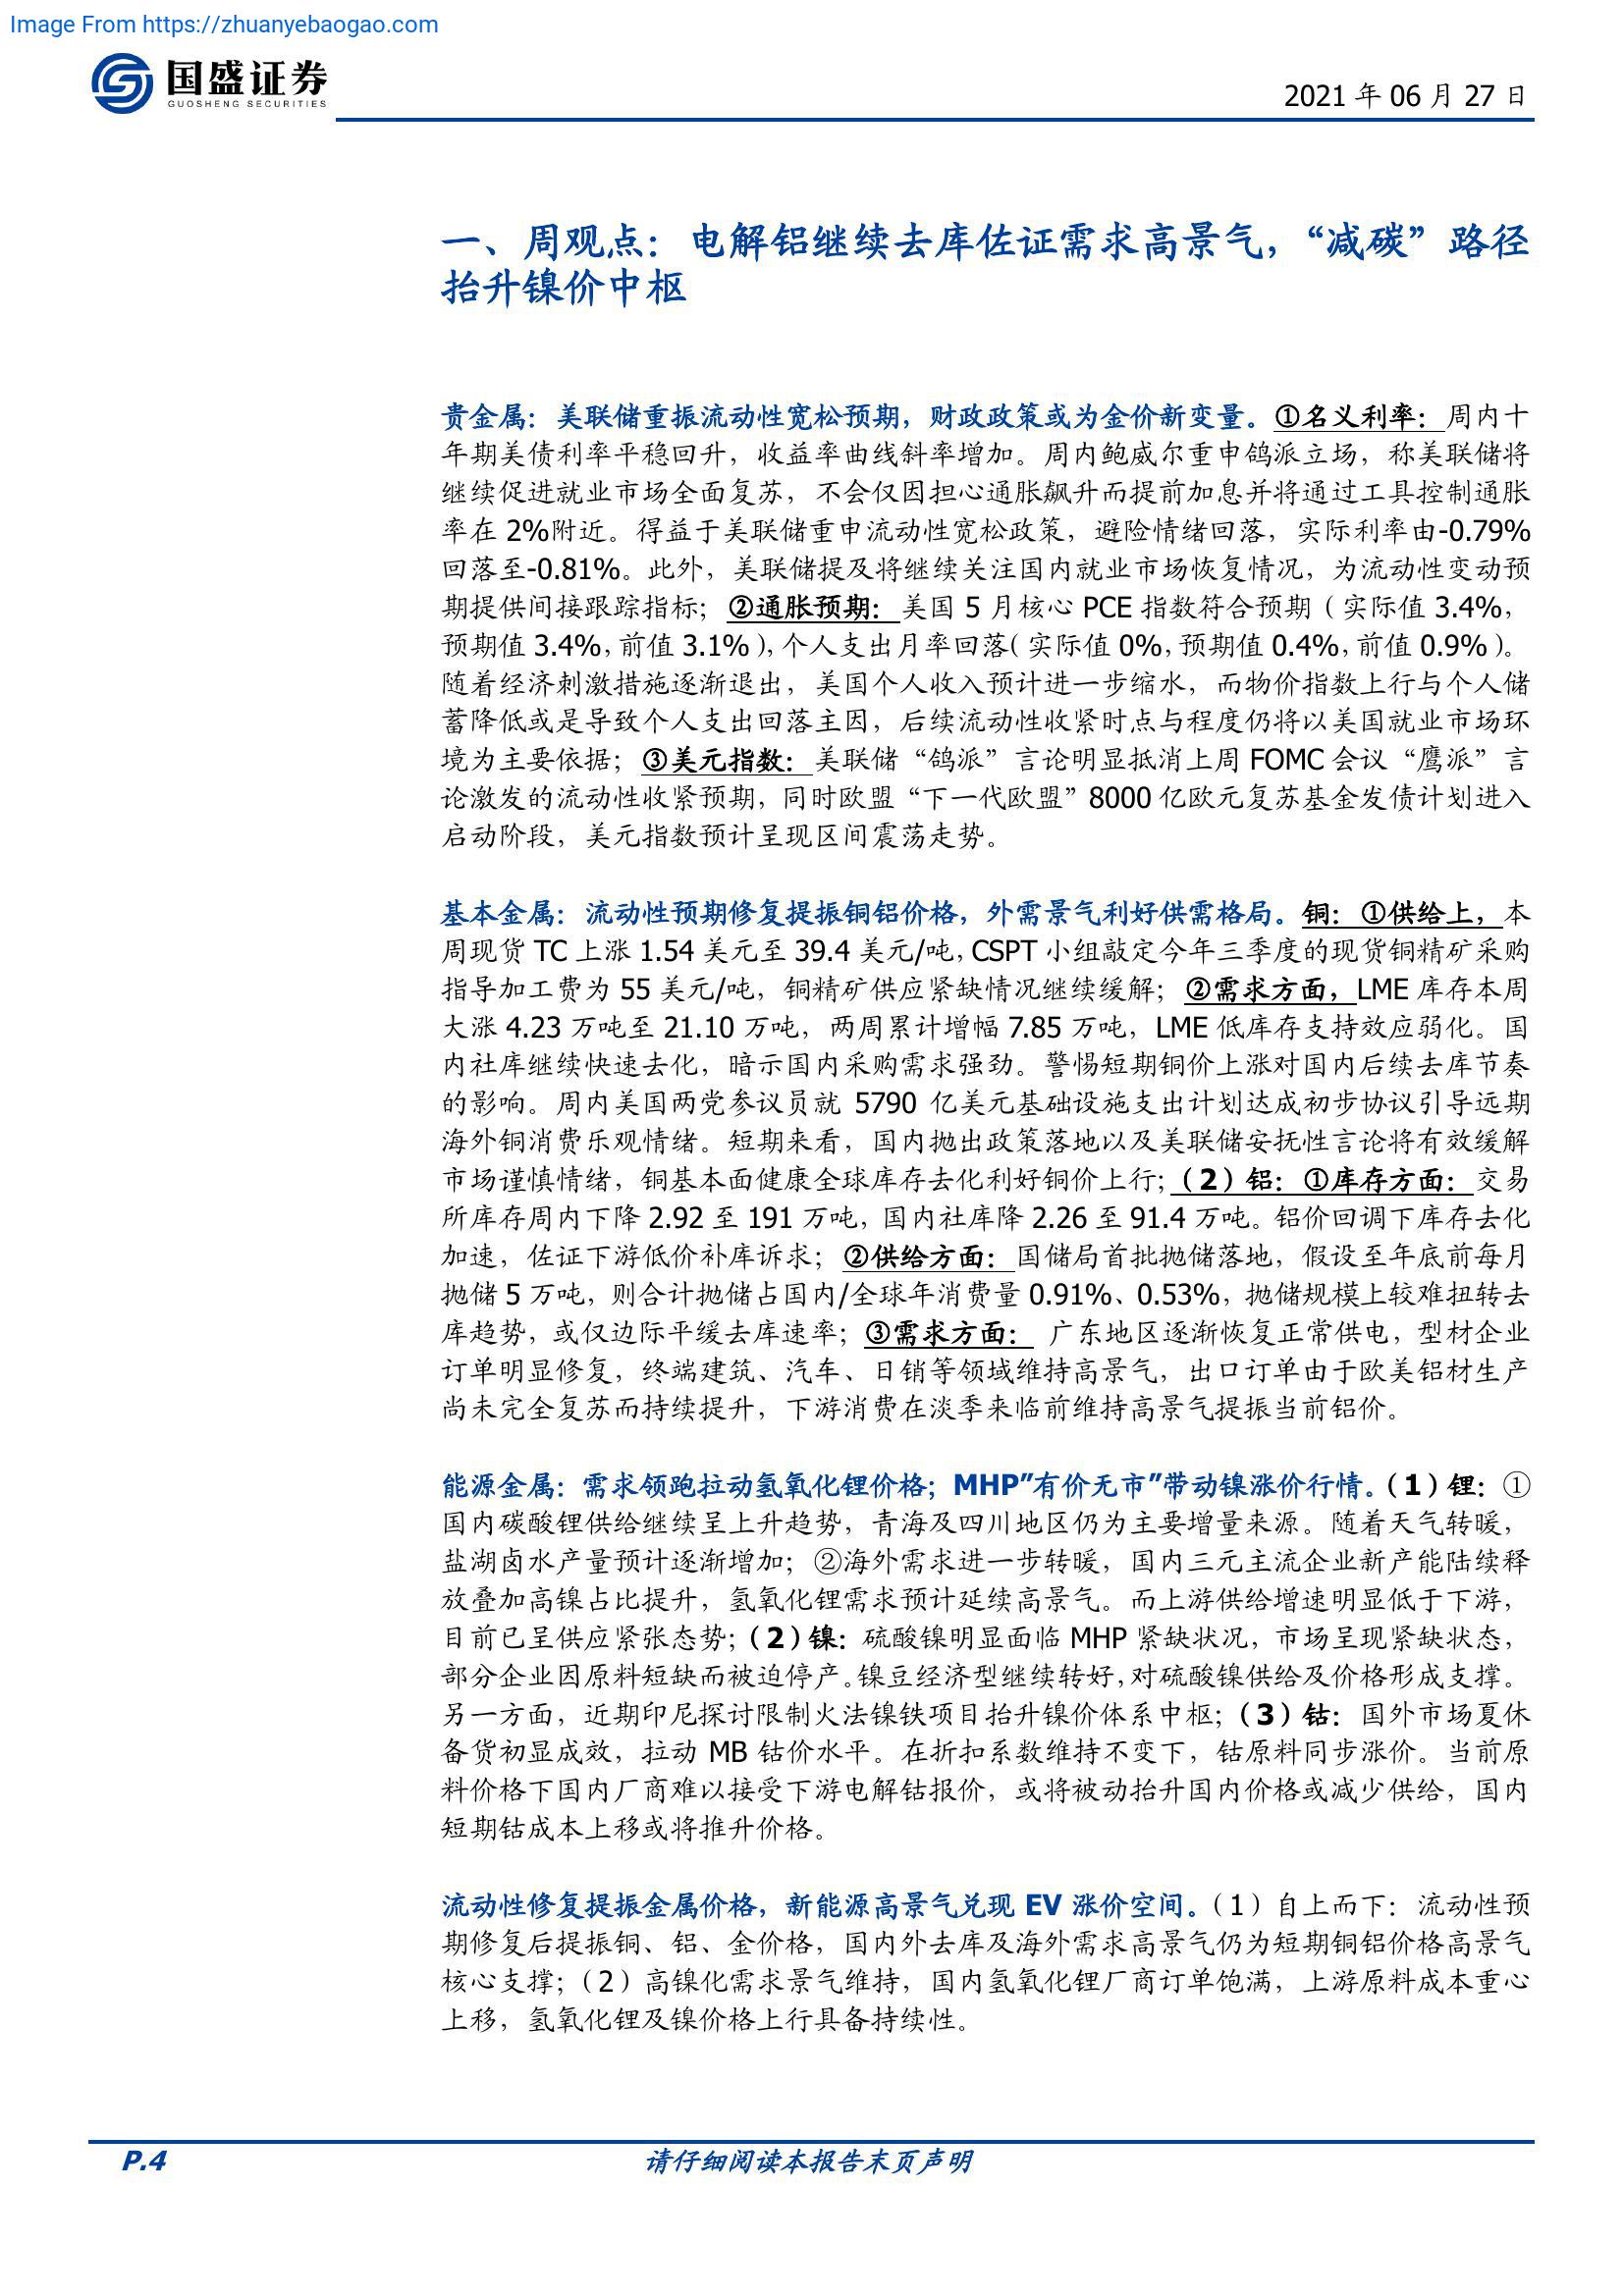 Image From https://zhuanyebaogao.com
国盛证券
GUOSHENG SECURITIES
2021 年 06 月 27 日
一、周观点：电解铝继续去库佐证需求高景气，“减碳”路径
抬升镍价中枢
贵金属：美联储重振流动性宽松预期，财政政策或为金价新变量。①名义利率：周内十
年期美债利率平稳回升，收益率曲线斜率增加。周内鲍威尔重申鸽派立场，称美联储将
继续促进就业市场全面复苏，不会仅因担心通胀飙升而提前加息并将通过工具控制通胀
率在 2%附近。得益于美联储重申流动性宽松政策，避险情绪回落，实际利率由-0.79%
回落至-0.81%。此外，美联储提及将继续关注国内就业市场恢复情况，为流动性变动预
期提供间接跟踪指标；②通胀预期：美国 5 月核心 PCE 指数符合预期（实际值 3.4%，
预期值 3.4%，前值 3.1%），个人支出月率回落（实际值 0%，预期值 0.4%，前值 0.9%）。
随着经济刺激措施逐渐退出，美国个人收入预计进一步缩水，而物价指数上行与个人储
蓄降低或是导致个人支出回落主因，后续流动性收紧时点与程度仍将以美国就业市场环
境为主要依据；③美元指数：美联储“鸽派”言论明显抵消上周 FOMC 会议“鹰派”言
论激发的流动性收紧预期，同时欧盟“下一代欧盟”8000 亿欧元复苏基金发债计划进入
启动阶段，美元指数预计呈现区间震荡走势。
基本金属：流动性预期修复提振铜铝价格，外需景气利好供需格局。铜：①供给上，本
周现货 TC 上涨 1.54 美元至 39.4 美元/吨，CSPT 小组敲定今年三季度的现货铜精矿采购
指导加工费为 55 美元/吨，铜精矿供应紧缺情况继续缓解；②需求方面，LME 库存本周
大涨 4.23 万吨至 21.10 万吨，两周累计增幅 7.85 万吨，LME 低库存支持效应弱化。国
内社库继续快速去化，暗示国内采购需求强劲。警惕短期铜价上涨对国内后续去库节奏
的影响。周内美国两党参议员就 5790 亿美元基础设施支出计划达成初步协议引导远期
海外铜消费乐观情绪。短期来看，国内抛出政策落地以及美联储安抚性言论将有效缓解
市场谨慎情绪，铜基本面健康全球库存去化利好铜价上行；（2）铝：①库存方面：交易
所库存周内下降 2.92 至 191 万吨，国内社库降 2.26 至 91.4 万吨。铝价回调下库存去化
加速，佐证下游低价补库诉求；②供给方面：国储局首批抛储落地，假设至年底前每月
抛储 5 万吨，则合计抛储占国内/全球年消费量 0.91%、0.53%，抛储规模上较难扭转去
库趋势，或仅边际平缓去库速率；③需求方面： 广东地区逐渐恢复正常供电，型材企业
订单明显修复，终端建筑、汽车、日销等领域维持高景气，出口订单由于欧美铝材生产
尚未完全复苏而持续提升，下游消费在淡季来临前维持高景气提振当前铝价。
能源金属：需求领跑拉动氢氧化锂价格；MHP”有价无市”带动镍涨价行情。（1）锂：①
国内碳酸锂供给继续呈上升趋势，青海及四川地区仍为主要增量来源。随着天气转暖，
盐湖卤水产量预计逐渐增加；②海外需求进一步转暖，国内三元主流企业新产能陆续释
放叠加高镍占比提升，氢氧化锂需求预计延续高景气。而上游供给增速明显低于下游，
目前已呈供应紧张态势；（2）镍：硫酸镍明显面临 MHP 紧缺状况，市场呈现紧缺状态，
部分企业因原料短缺而被迫停产。镍豆经济型继续转好，对硫酸镍供给及价格形成支撑。
另一方面，近期印尼探讨限制火法镍铁项目抬升镍价体系中枢；（3）钴：国外市场夏休
备货初显成效，拉动 MB 钴价水平。在折扣系数维持不变下，钴原料同步涨价。当前原
料价格下国内厂商难以接受下游电解钴报价，或将被动抬升国内价格或减少供给，国内
短期钴成本上移或将推升价格。
流动性修复提振金属价格，新能源高景气兑现 EV 涨价空间。（1）自上而下：流动性预
期修复后提振铜、铝、金价格，国内外去库及海外需求高景气仍为短期铜铝价格高景气
核心支撑；（2）高镍化需求景气维持，国内氢氧化锂厂商订单饱满，上游原料成本重心
上移，氢氧化锂及镍价格上行具备持续性。
P.4
请仔细阅读本报告末页声明